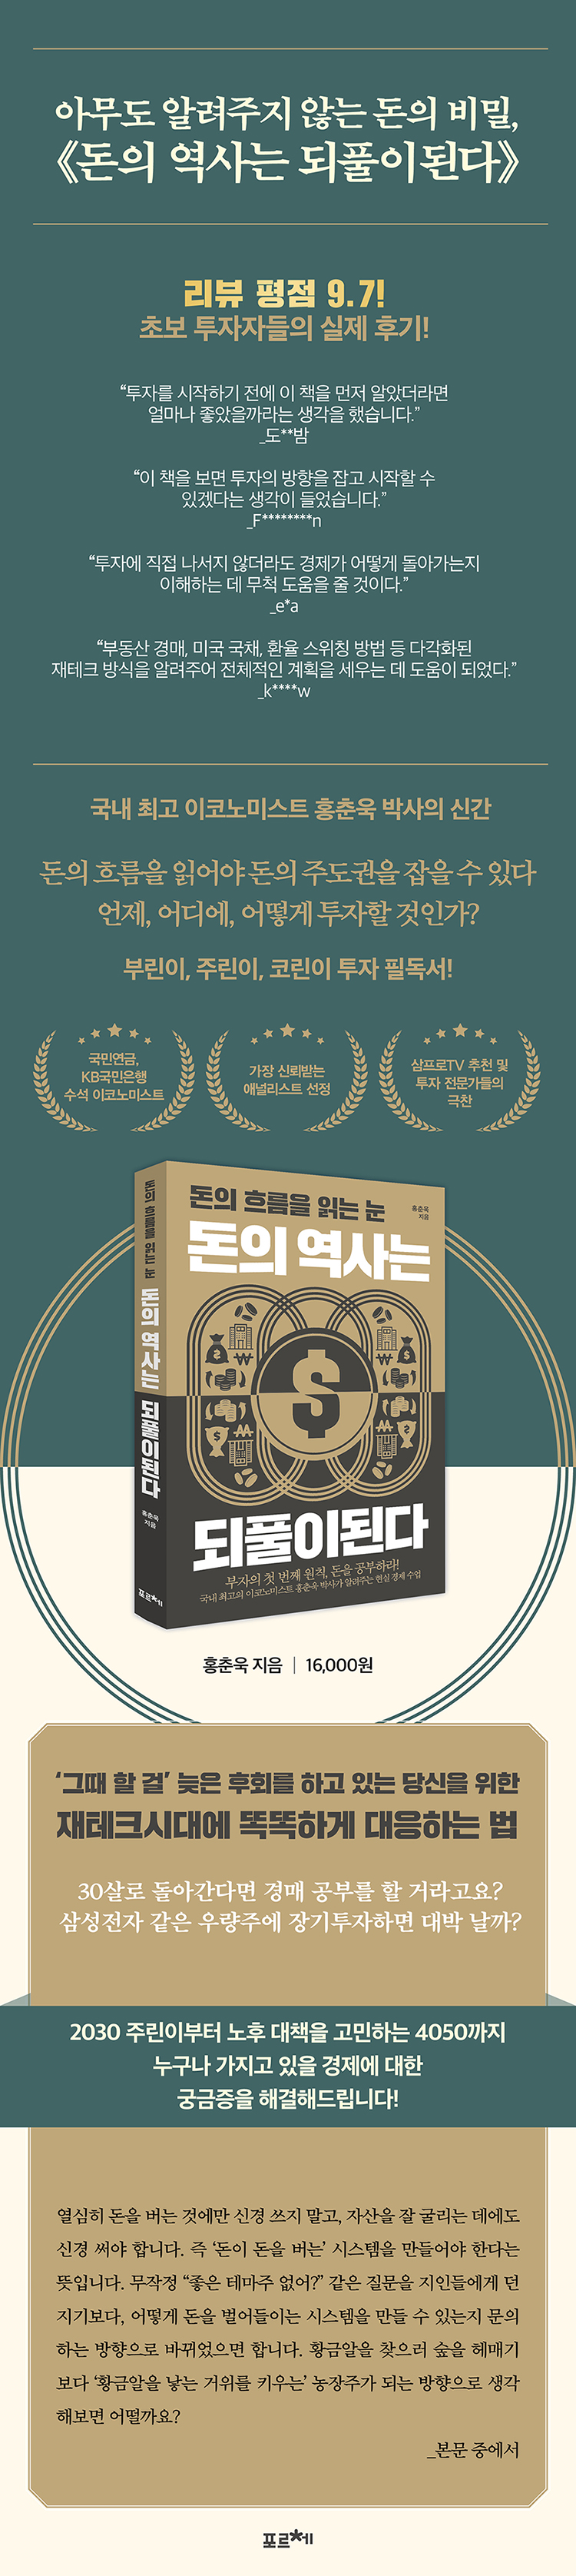 아무도 알려주지 않는 돈의 비밀,
《돈의 역사는 되풀이된다》
리뷰 평점 9.7!
초보 투자자들의 실제 후기!
“투자를 시작하기 전에 이 책을 먼저 알았더라면
얼마나 좋았을까라는 생각을 했습니다.”
_도**밤
“이 책을 보면 투자의 방향을 잡고 시작할 수
있겠다는 생각이 들었습니다.”
_F********n
“투자에 직접 나서지 않더라도 경제가 어떻게 돌아가는지
이해하는 데 무척 도움을 줄 것이다.”
_e*a
“부동산 경매, 미국 국채, 환율 스위칭 방법 등 다각화된
재테크 방식을 알려주어 전체적인 계획을 세우는 데 도움이 되었다.”
_k****w
국내 최고 이코노미스트 홍춘욱 박사의 신간
돈의 흐름을 읽어야 돈의 주도권을 잡을 수 있다
언제, 어디에, 어떻게 투자할 것인가?
부린이, 주린이, 코린이 투자 필독서!
국민연금,
KB국민은행
수석 이코노미스트
가장 신뢰받는
애널리스트 선정
삼프로TV 추천 및
투자 전문가들의
극찬
돈의 흐름을 읽는 눈
돈의 역사는
되풀이된다
홍춘욱
지음
포르체
돈의 흐름을 읽는 눈
홍춘욱
지음
돈의 역사는
$
되풀이된다
부자의 첫 번째 원칙, 돈을 공부하라!
국내 최고의 이코노미스트 홍춘욱 박사가 알려주는 현실 경제 수업
홍춘욱 지음 | 16,000원
‘그때 할 걸’ 늦은 후회를 하고 있는 당신을 위한
재테크시대에 똑똑하게 대응하는 법
30살로 돌아간다면 경매 공부를 할 거라고요?
삼성전자 같은 우량주에 장기투자하면 대박 날까?
2030 주린이부터 노후 대책을 고민하는 4050까지
누구나 가지고 있을 경제에 대한
궁금증을 해결해드립니다!
열심히 돈을 버는 것에만 신경 쓰지 말고, 자산을 잘 굴리는 데에도
신경 써야 합니다. 즉 ‘돈이 돈을 버는’ 시스템을 만들어야 한다는
뜻입니다. 무작정 “좋은 테마주 없어?” 같은 질문을 지인들에게 던
지기보다, 어떻게 돈을 벌어들이는 시스템을 만들 수 있는지 문의
하는 방향으로 바뀌었으면 합니다. 황금알을 찾으러 숲을 헤매기
보다 ‘황금알을 낳는 거위를 키우는’ 농장주가 되는 방향으로 생각
해보면 어떨까요?
_본문 중에서
포르체